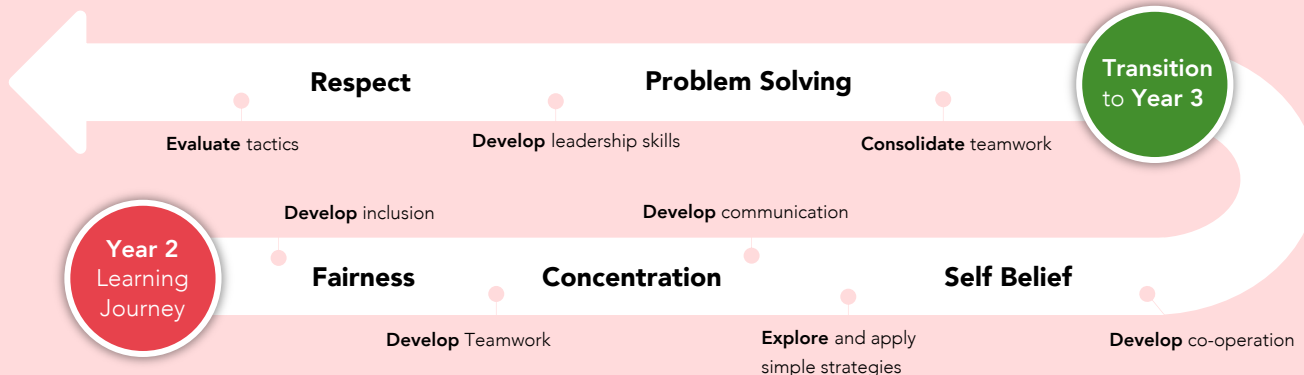 Respect
Problem Solving
Transition
to Year 3
Evaluate tactics
Develop leadership skills
Consolidate teamwork
Develop inclusion
Develop communication
Year 2
Learning
Journey
Fairness
Concentration
Self Belief
Develop Teamwork
Explore and apply
simple strategies
Develop co-operation